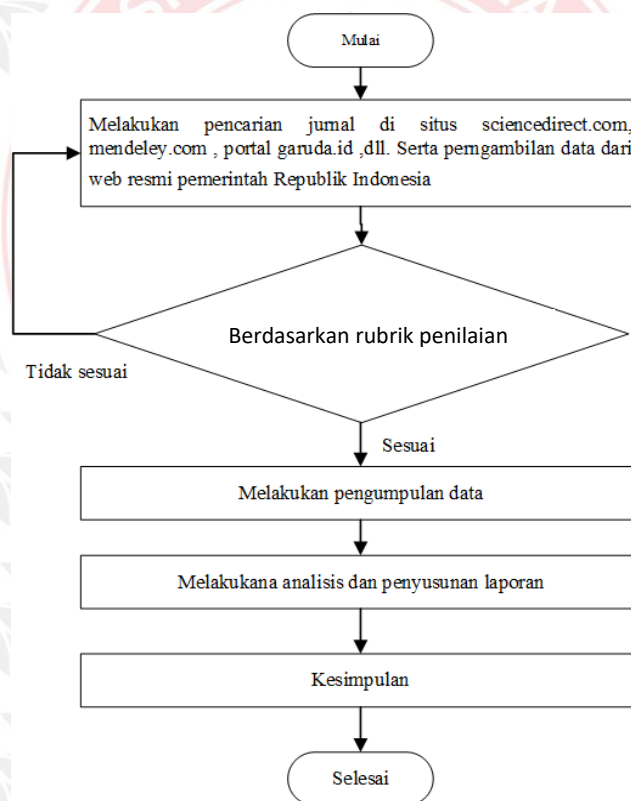 Mulai
Melakukan pencarian jurnal di situs sciencedirect.com,
mendeley.com , portal garuda.id ,dll. Serta perngambilan data dari
web resmi pemerintah Republik Indonesia
Berdasarkan rubrik penilaian
Tidak sesuai
Sesuai
Melakukan pengumpulan data
Melakukana analisis dan penyusunan laporan
Kesimpulan
Selesai